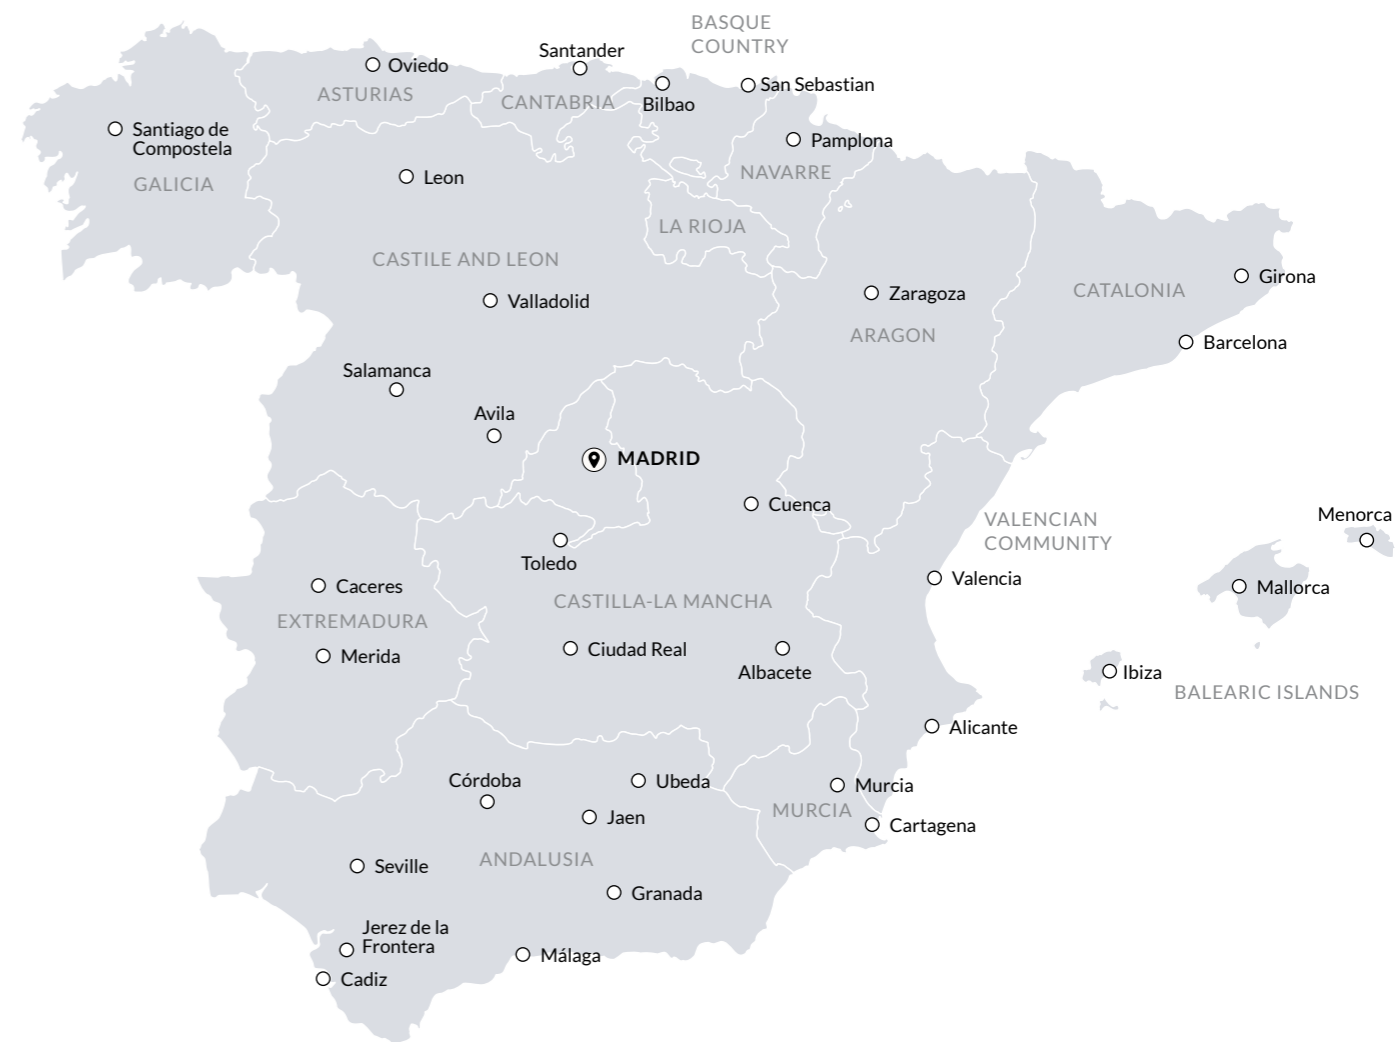 BASQUE
COUNTRY
Santander
Oviedo
San Sebastian
ASTURIAS
CANTABRIA
Bilbao
Santiago de
Compostela
Pamplona
NAVARRE
Leon
GALICIA
LA RIOJA
CASTILE AND LEON
Girona
Zaragoza
CATALONIA
Valladolid
ARAGON
Barcelona
Salamanca
Avila
MADRID
Cuenca
VALENCIAN
COMMUNITY
Menorca
Toledo
Valencia
Caceres
Mallorca
CASTILLA-LA MANCHA
EXTREMADURA
Ciudad Real
Merida
Albacete
Ibiza
BALEARIC ISLANDS
Alicante
Córdoba
Ubeda
Murcia
MURCIA
Jaen
Cartagena
ANDALUSIA
Seville
Granada
Jerez de la
Frontera
Málaga
Cadiz